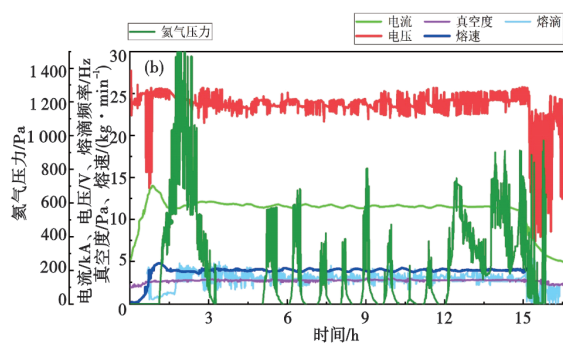 氦气压力
电流
真空度
熔滴
电压
熔速
(b)
氦气压力/Pa
1 400
1 200
1 000
800
600
400
200
0
电流/kA、电压/V、熔滴频率/Hz
真空度/Pa、熔速/(kg·min⁻¹)
30
25
20
15
10
5
0
3
6
9
12
15
时间/h